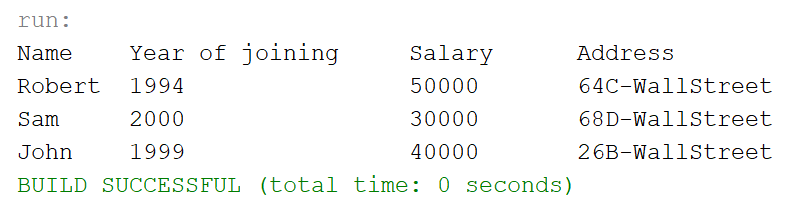 run:
Name Year of joining Salary Address
Robert 1994 50000 64C-WallStreet
Sam 2000 30000 68D-WallStreet
John 1999 40000 26B-WallStreet
BUILD SUCCESSFUL (total time: 0 seconds)